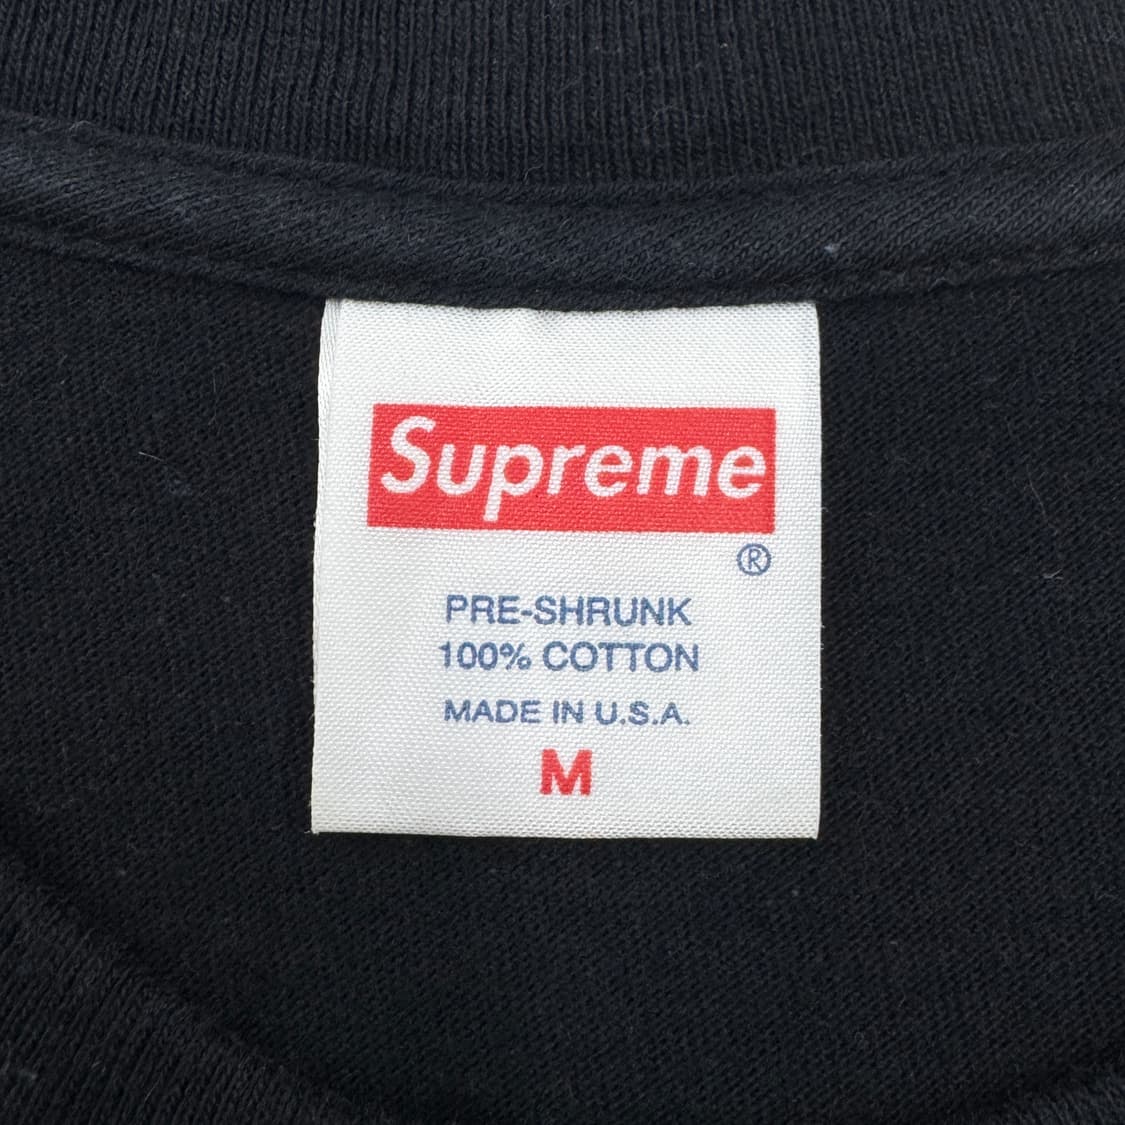 Supreme
®
PRE-SHRUNK
100% COTTON
MADE IN U.S.A.
M